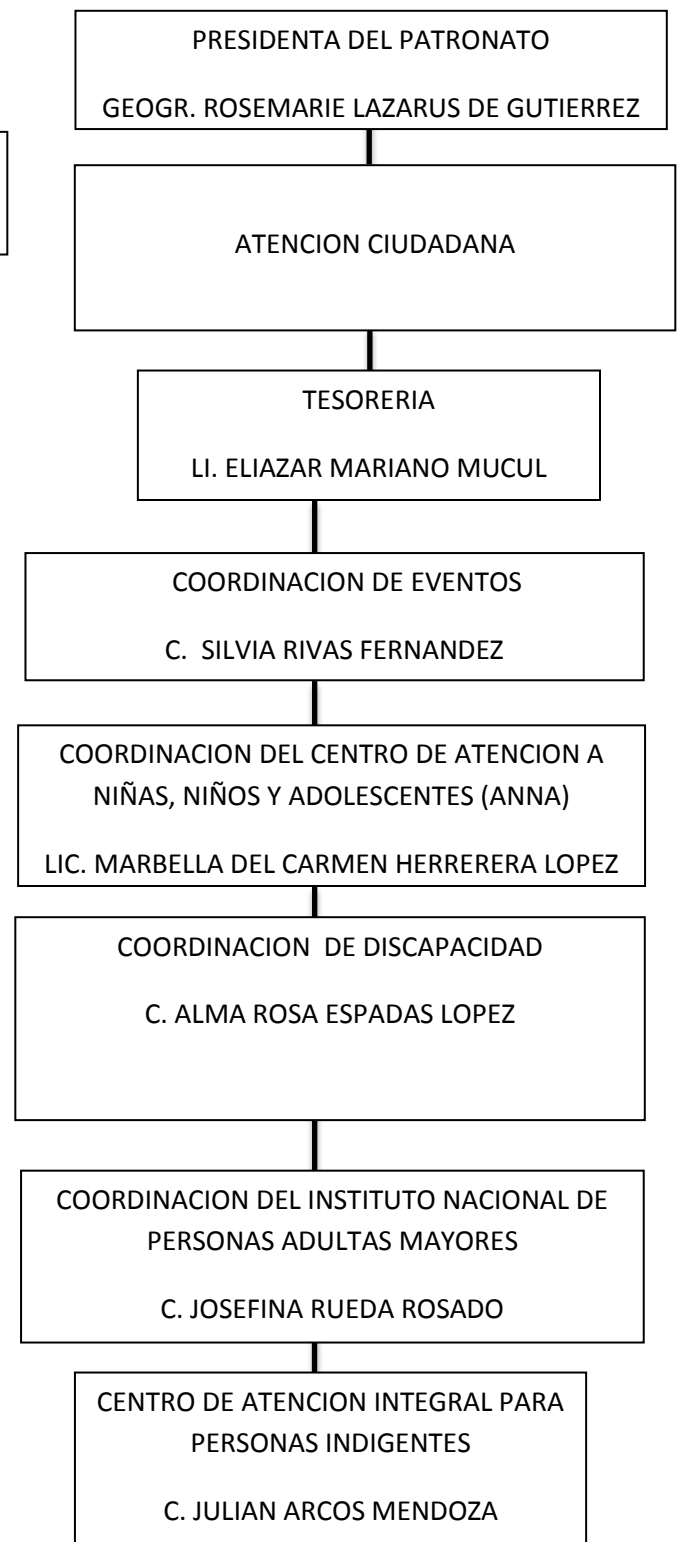 PRESIDENTA DEL PATRONATO
GEOGR. ROSEMARIE LAZARUS DE GUTIERREZ
ATENCION CIUDADANA
TESORERIA
LI. ELIAZAR MARIANO MUCUL
COORDINACION DE EVENTOS
C. SILVIA RIVAS FERNANDEZ
COORDINACION DEL CENTRO DE ATENCION A
NIÑAS, NIÑOS Y ADOLESCENTES (ANNA)
LIC. MARBELLA DEL CARMEN HERRERERA LOPEZ
COORDINACION DE DISCAPACIDAD
C. ALMA ROSA ESPADAS LOPEZ
COORDINACION DEL INSTITUTO NACIONAL DE
PERSONAS ADULTAS MAYORES
C. JOSEFINA RUEDA ROSADO
CENTRO DE ATENCION INTEGRAL PARA
PERSONAS INDIGENTES
C. JULIAN ARCOS MENDOZA